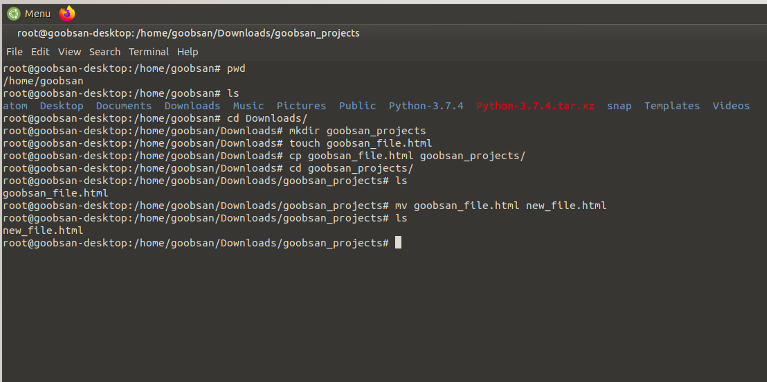 Menu
root@goobsan-desktop:/home/goobsan/Downloads/goobsan_projects
File Edit View Search Terminal Help
root@goobsan-desktop:/home/goobsan# pwd
/home/goobsan
root@goobsan-desktop:/home/goobsan# ls
atom Desktop Documents Downloads Music Pictures Public Python-3.7.4 Python-3.7.4.tar.xz snap Templates Videos
root@goobsan-desktop:/home/goobsan# cd Downloads/
root@goobsan-desktop:/home/goobsan/Downloads# mkdir goobsan_projects
root@goobsan-desktop:/home/goobsan/Downloads# touch goobsan_file.html
root@goobsan-desktop:/home/goobsan/Downloads# cp goobsan_file.html goobsan_projects/
root@goobsan-desktop:/home/goobsan/Downloads# cd goobsan_projects/
root@goobsan-desktop:/home/goobsan/Downloads/goobsan_projects# ls
goobsan_file.html
root@goobsan-desktop:/home/goobsan/Downloads/goobsan_projects# mv goobsan_file.html new_file.html
root@goobsan-desktop:/home/goobsan/Downloads/goobsan_projects# ls
new_file.html
root@goobsan-desktop:/home/goobsan/Downloads/goobsan_projects#